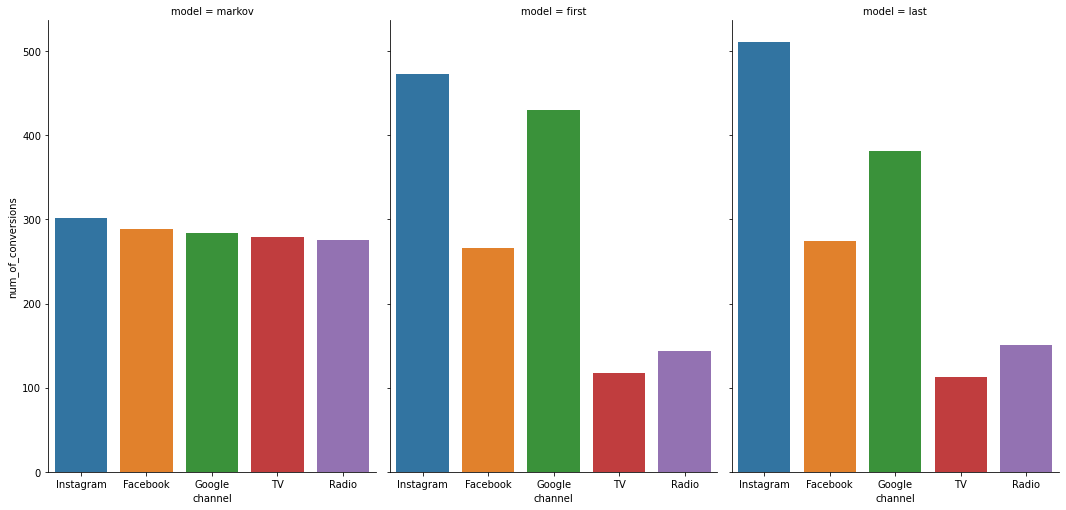 model = markov
model = first
model = last
num_of_conversions
500
400
300
200
100
0
Instagram Facebook Google TV Radio
channel
Instagram Facebook Google TV Radio
channel
Instagram Facebook Google TV Radio
channel